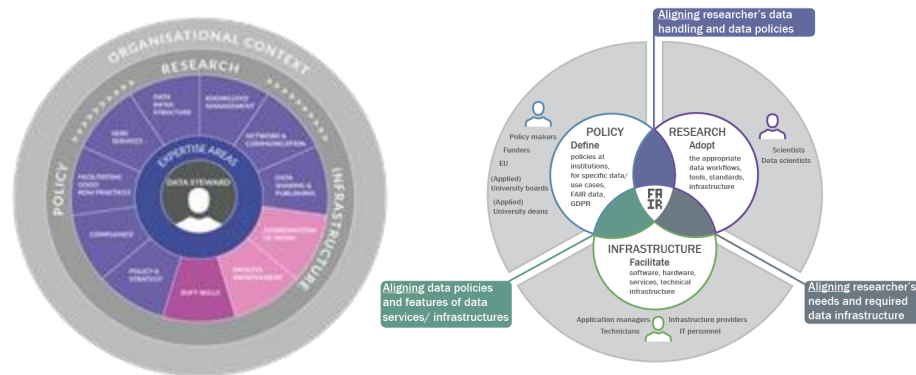 ORGANISATIONAL CONTEXT
RESEARCH
POLICY
INFRASTRUCTURE
DATA
INFRA
STRUCTURE
KNOWLEDGE
MANAGEMENT
NETWORK &
COMMUNICATION
DATA
SHARING &
PUBLISHING
COORDINATION
OF WORK
PROCESS
IMPROVEMENT
SOFT SKILLS
POLICY &
STRATEGY
COMPLIANCE
FACILITATING
GOOD
RDM PRACTICES
RDM
SERVICES
EXPERTISE AREAS
DATA STEWARD
Aligning researcher's data
handling and data policies
Policy makers
Funders
EU
(Applied)
University boards
(Applied)
University deans
POLICY
Define
policies at
institutions,
for specific data/
use cases,
FAIR data,
GDPR
RESEARCH
Adopt
the appropriate
data workflows,
tools, standards,
infrastructure
Scientists
Data scientists
FA
IR
INFRASTRUCTURE
Facilitate
software, hardware,
services, technical
infrastructure
Aligning data policies
and features of data
services/ infrastructures
Aligning researcher's
needs and required
data infrastructure
Application managers
Technicians
Infrastructure providers
IT personnel